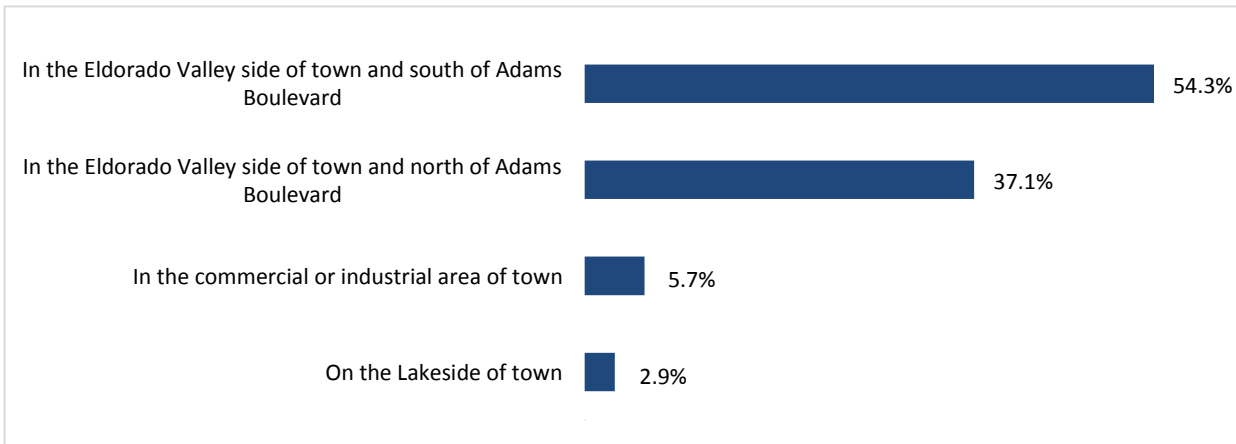 In the Eldorado Valley side of town and south of Adams
Boulevard
54.3%
In the Eldorado Valley side of town and north of Adams
Boulevard
37.1%
In the commercial or industrial area of town
5.7%
On the Lakeside of town
2.9%